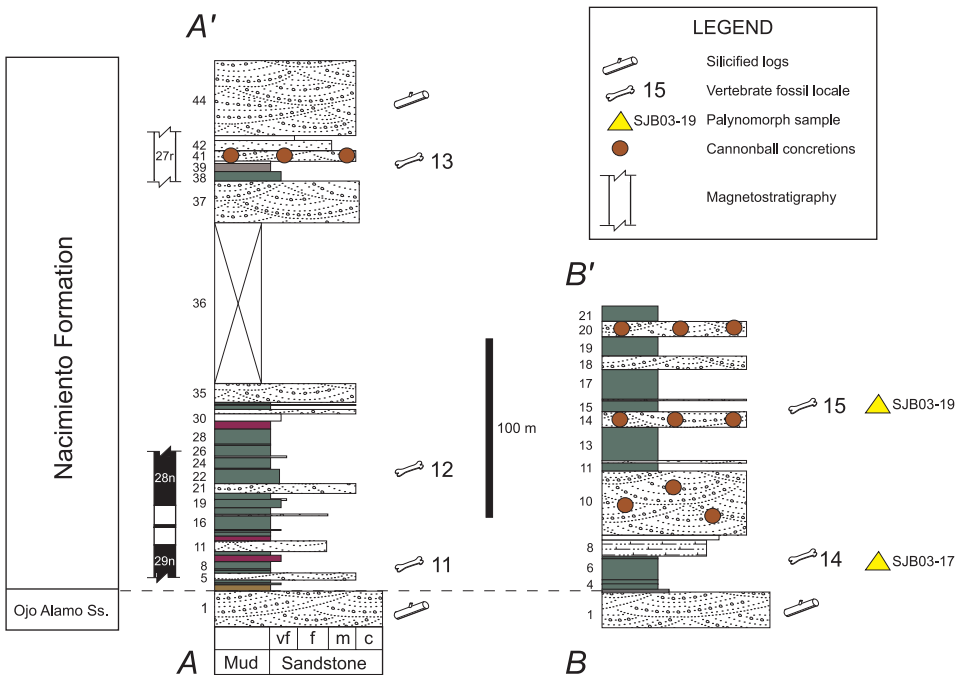 A'
LEGEND
Silicified logs
15 Vertebrate fossil locale
SJB03-19 Palynomorph sample
Cannonball concretions
Magnetostratigraphy
Nacimiento Formation
Ojo Alamo Ss.
27r
28n
29n
44
42
41
39
38
37
36
35
30
28
26
24
22
21
19
16
11
8
5
1
13
12
11
100 m
vf f m c
Mud Sandstone
A
B'
21
20
19
18
17
15
14
13
11
10
8
6
4
1
15 SJB03-19
14 SJB03-17
B